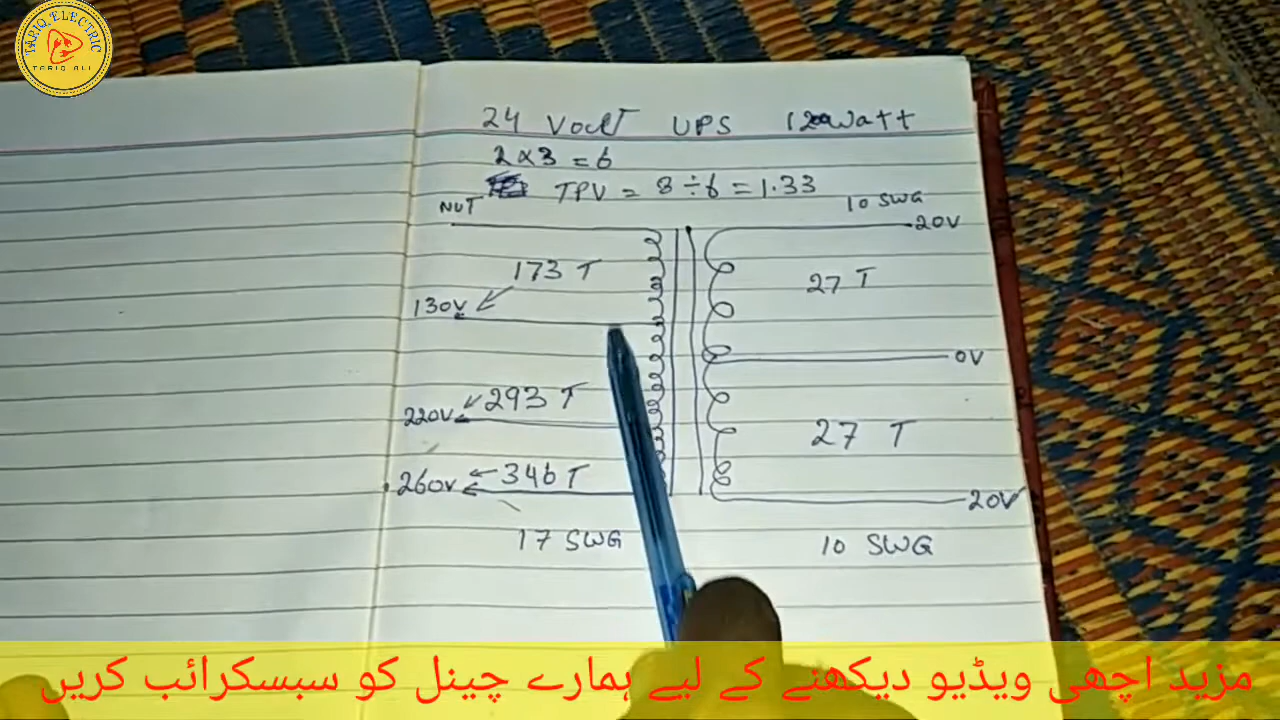 TARIQ.ELECTRIC
TARIQ ALI
24 Volt UPS 1200Watt
2x3 = 6
TPV = 8 ÷ 6 = 1.33
NUT
10 SWG
20V
173 T
27 T
130V
0V
293 T
220V
27 T
346 T
260V
20V
17 SWG
10 SWG
مزید اچھی ویڈیو دیکھنے کے لیے ہمارے چینل کو سبسکرائب کریں